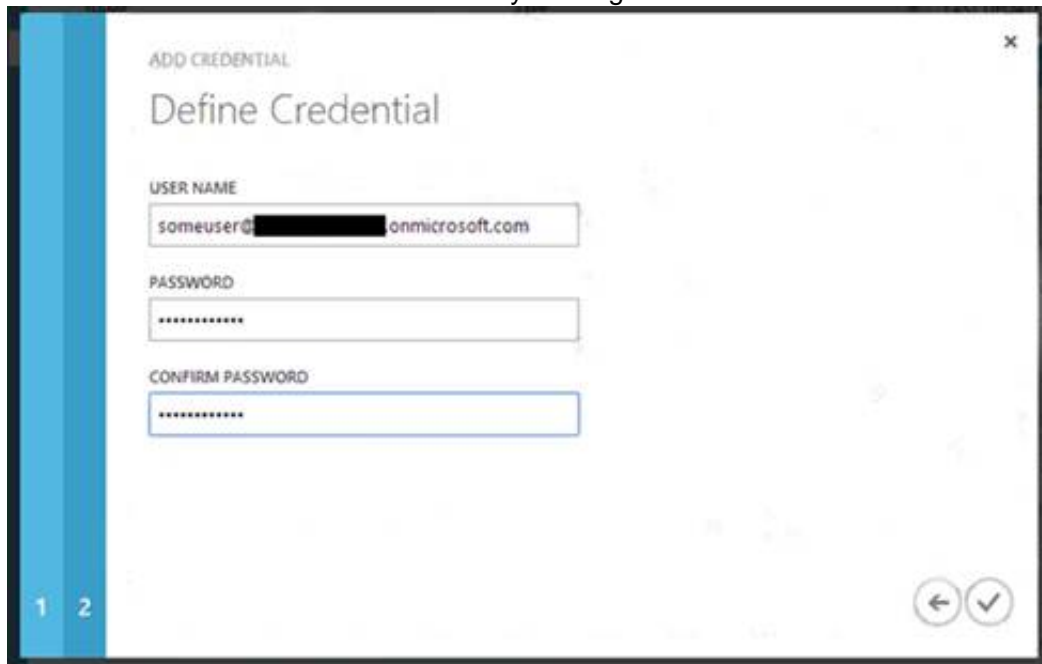 ADD CREDENTIAL
Define Credential
USER NAME
someuser@ .onmicrosoft.com
PASSWORD
••••••••••••
CONFIRM PASSWORD
••••••••••••
1 2